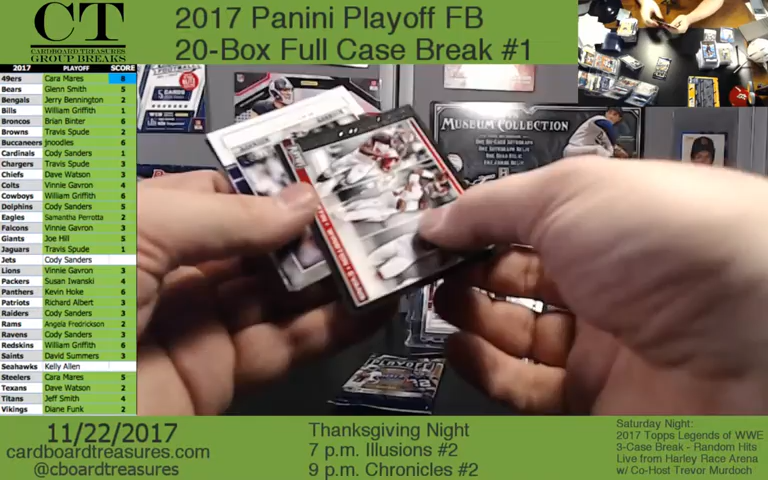 CT
CARDBOARD TREASURES
GROUP BREAKS
2017 Panini Playoff FB
20-Box Full Case Break #1
2017 PLAYOFF SCORE
49ers Cara Mares 8
Bears Glenn Smith 5
Bengals Jerry Bennington 2
Bills William Griffith 1
Broncos Brian Binter 6
Browns Travis Spude 2
Buccaneers Jnoodles 6
Cardinals Cody Sanders 1
Chargers Travis Spude 3
Chiefs Dave Watson 3
Colts Vinnie Gavron 4
Cowboys William Griffith 6
Dolphins Cody Sanders 5
Eagles Samantha Perrotta 2
Falcons Vinnie Gavron 3
Giants Joe Hill 5
Jaguars Travis Spude 1
Jets Cody Sanders
Lions Vinnie Gavron 3
Packers Susan Iwanski 4
Panthers Kevin Hoke 6
Patriots Richard Albert 3
Raiders Cody Sanders 3
Rams Angela Fredrickson 2
Ravens Cody Sanders 3
Redskins William Griffith 6
Saints David Summers 3
Seahawks Kelly Allen
Steelers Cara Mares 5
Texans Dave Watson 2
Titans Jeff Smith 4
Vikings Diane Funk 2
MUSEUM COLLECTION
PLAYOFF
11/22/2017
cardboardtreasures.com
@cboardtreasures
Thanksgiving Night
7 p.m. Illusions #2
9 p.m. Chronicles #2
Saturday Night:
2017 Topps Legends of WWE
3-Case Break - Random Hits
Live from Harley Race Arena
w/ Co-Host Trevor Murdoch